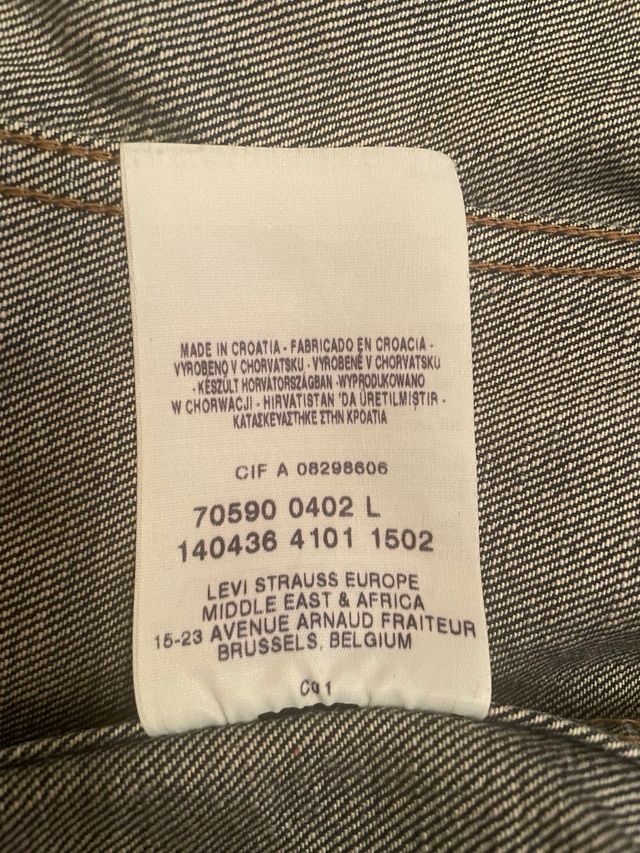 MADE IN CROATIA - FABRICADO EN CROACIA -
VYROBENO V CHORVATSKU - VYROBENÉ V CHORVATSKU
- KÉSZÜLT HORVÁTORSZÁGBAN - WYPRODUKOWANO
W CHORWACJI - HIRVATISTAN 'DA ÜRETILMIŞTIR -
ΚΑΤΑΣΚΕΥΑΣΤΗΚΕ ΣΤΗΝ ΚΡΟΑΤΙΑ
CIF A 08298606
70590 0402 L
140436 4101 1502
LEVI STRAUSS EUROPE
MIDDLE EAST & AFRICA
15-23 AVENUE ARNAUD FRAITEUR
BRUSSELS, BELGIUM